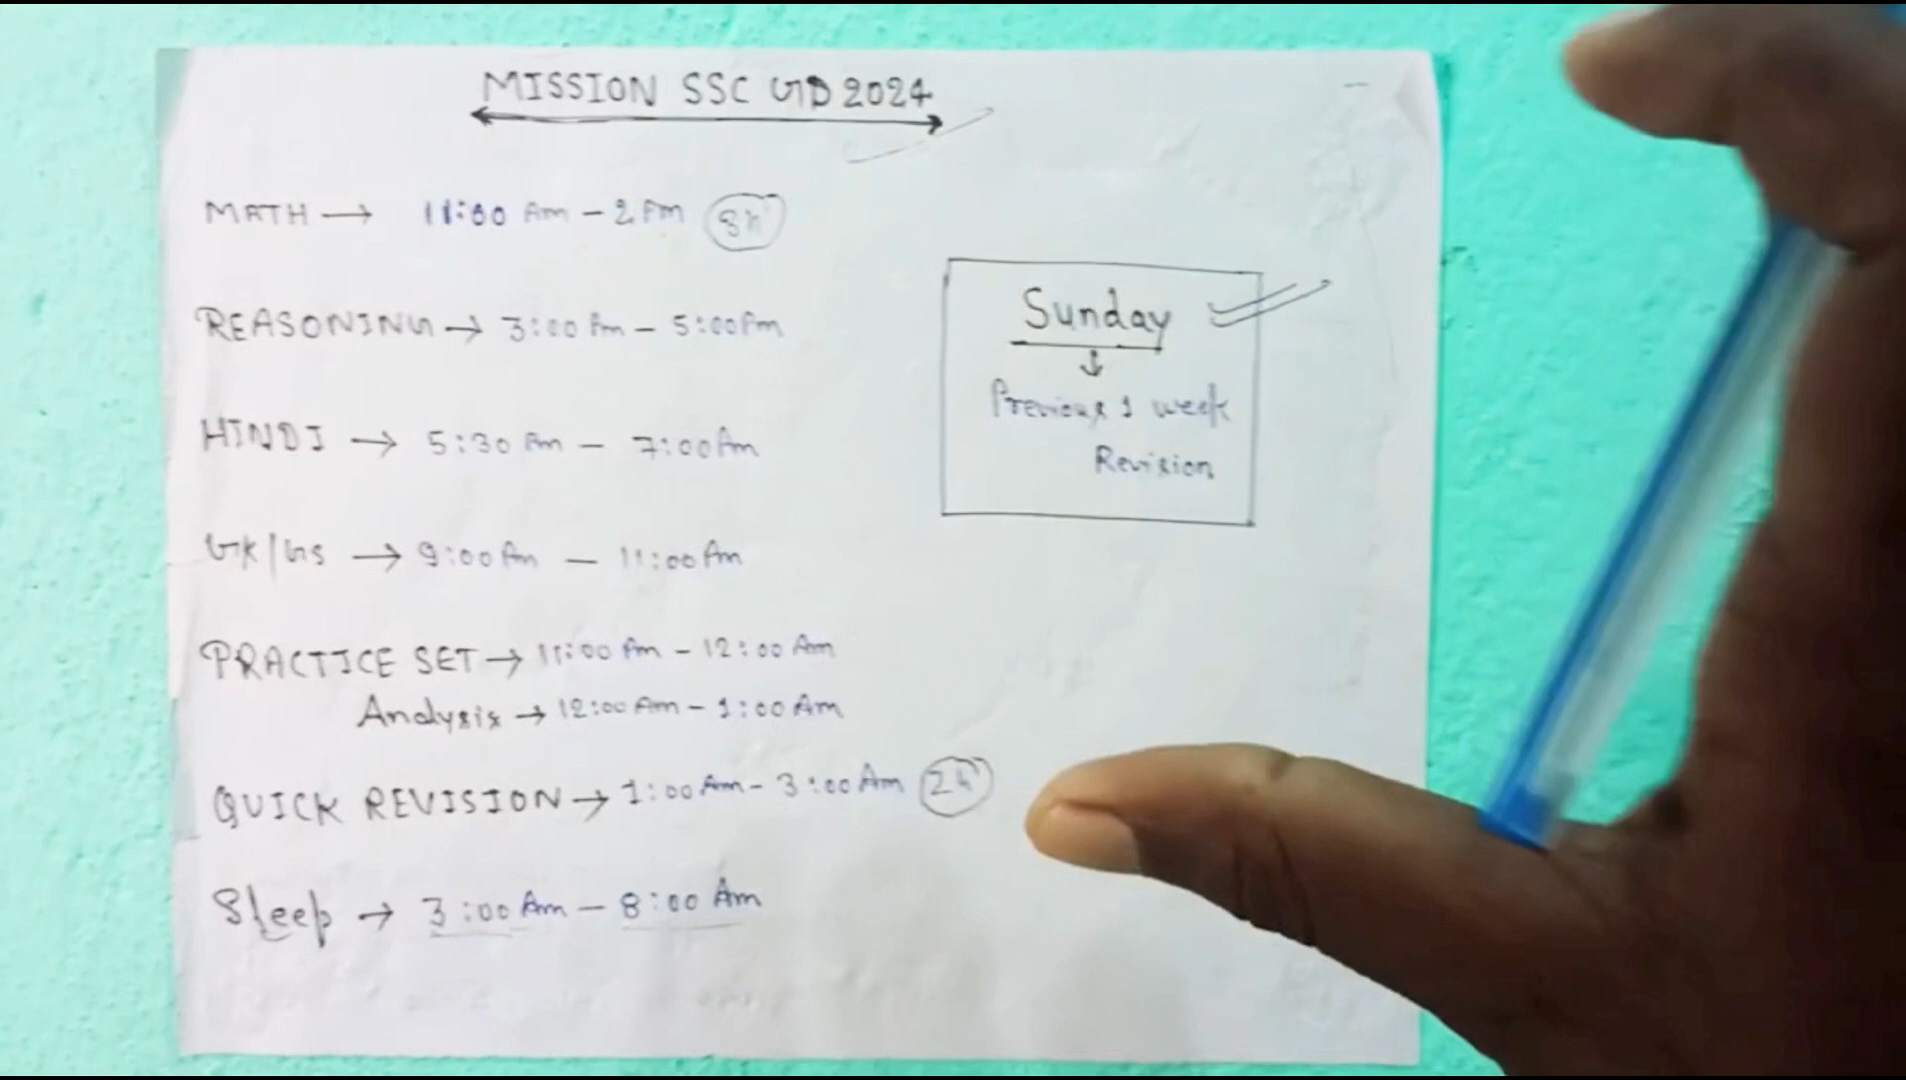 MISSION SSC GD 2024
MATH → 11:00 Am - 2 Pm 3h
REASONING → 3:00 Pm - 5:00 Pm
HINDI → 5:30 Pm - 7:00 Pm
GK/GS → 9:00 Pm - 11:00 Pm
PRACTICE SET → 11:00 Pm - 12:00 Am
Analysis → 12:00 Am - 1:00 Am
QUICK REVISION → 1:00 Am - 3:00 Am 2h
Sleep → 3:00 Am - 8:00 Am
Sunday
↓
Previous 1 week
Revision